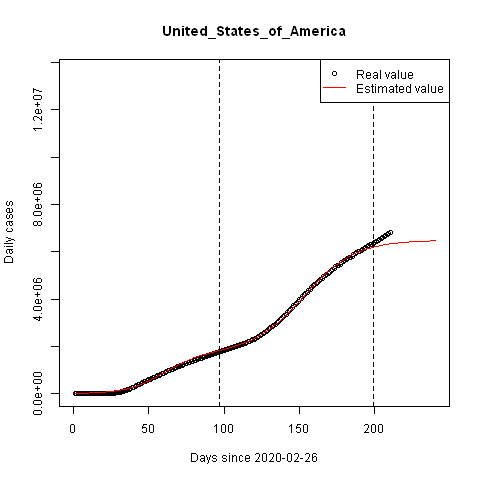 United_States_of_America
Real value
Estimated value
Daily cases
0.0e+00
4.0e+06
8.0e+06
1.2e+07
0 50 100 150 200
Days since 2020-02-26